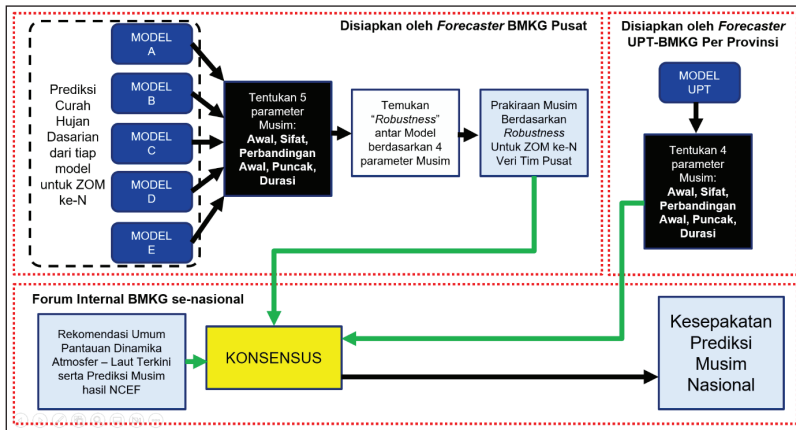 Disiapkan oleh Forecaster BMKG Pusat
MODEL
A
MODEL
B
MODEL
C
MODEL
D
MODEL
E
Prediksi
Curah
Hujan
Dasarian
dari tiap
model
untuk ZOM
ke-N
Tentukan 5
parameter
Musim:
Awal, Sifat,
Perbandingan
Awal, Puncak,
Durasi
Temukan
“Robustness”
antar Model
berdasarkan 4
parameter Musim
Prakiraan Musim
Berdasarkan
Robustness
Untuk ZOM ke-N
Veri Tim Pusat
Disiapkan oleh Forecaster
UPT-BMKG Per Provinsi
MODEL
UPT
Tentukan 4
parameter
Musim:
Awal, Sifat,
Perbandingan
Awal, Puncak,
Durasi
Forum Internal BMKG se-nasional
Rekomendasi Umum
Pantauan Dinamika
Atmosfer – Laut Terkini
serta Prediksi Musim
hasil NCEF
KONSENSUS
Kesepakatan
Prediksi
Musim
Nasional